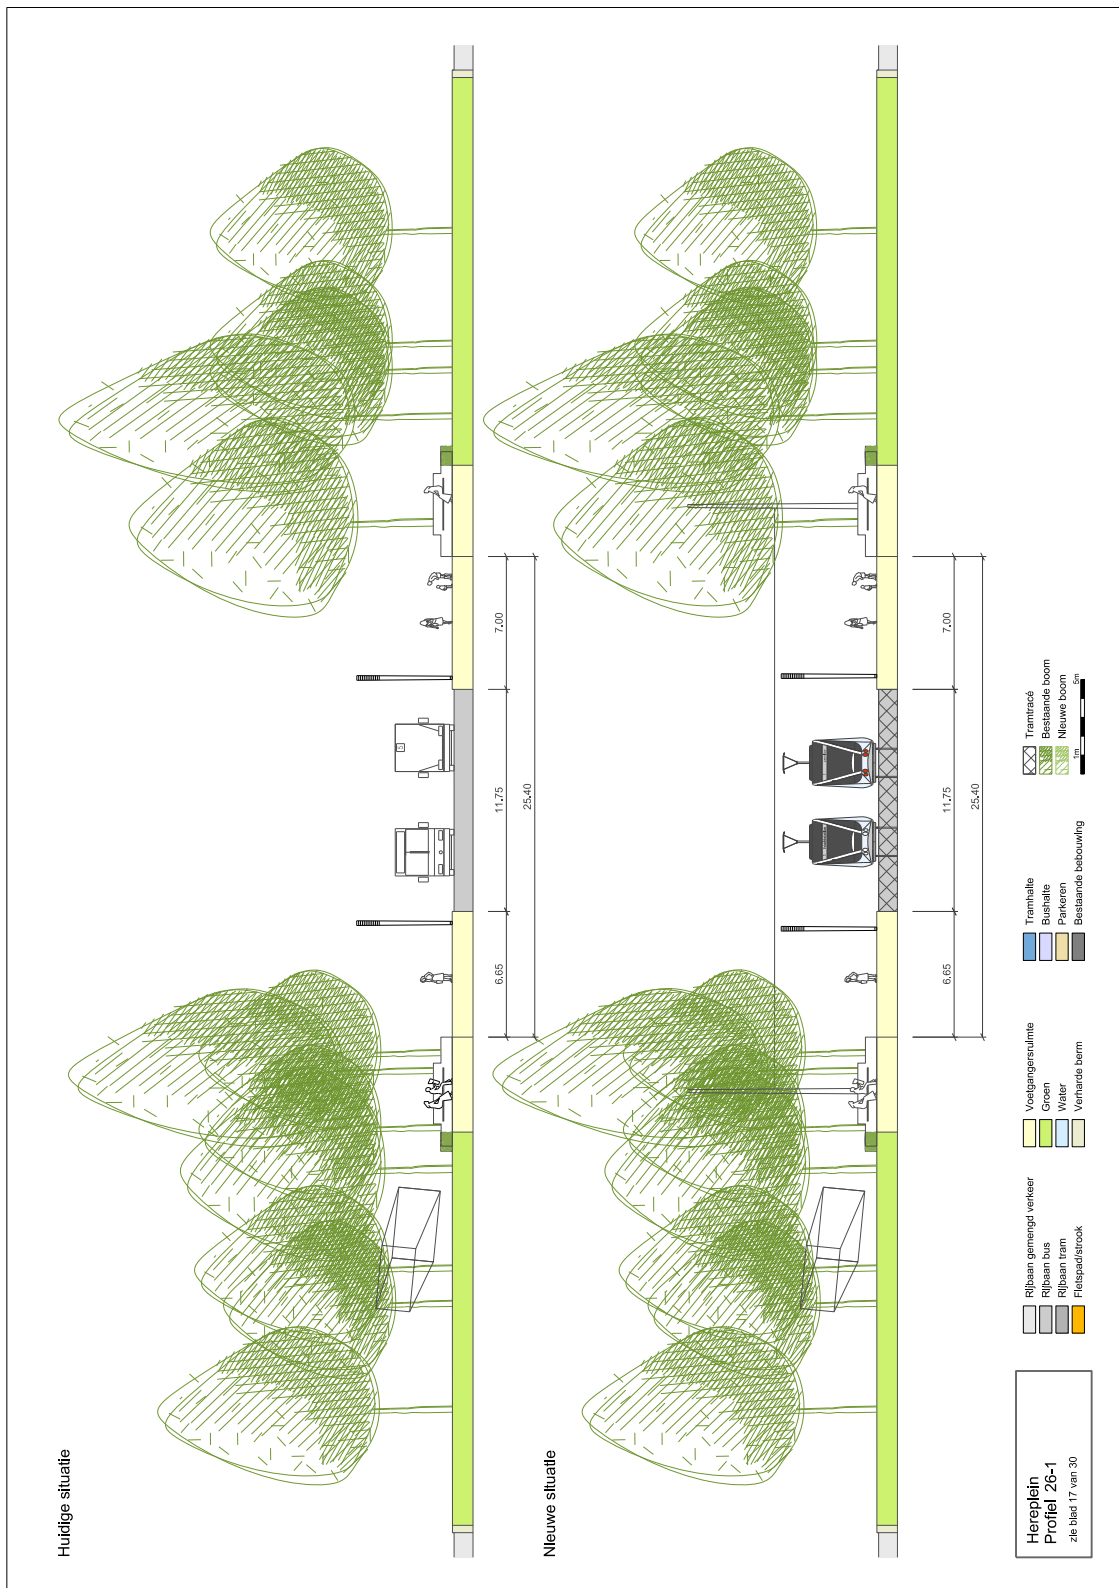 Huidige situatie
6.65
11.75
7.00
25.40
5
Nieuwe situatie
6.65
11.75
7.00
25.40
Hereplein
Profiel 26-1
zie blad 17 van 30
Rijbaan gemengd verkeer
Rijbaan bus
Rijbaan tram
Fietspad/strook
Voetgangersruimte
Groen
Water
Verharde berm
Tramhalte
Bushalte
Parkeren
Bestaande bebouwing
Tramtracé
Bestaande boom
Nieuwe boom
1m
5m